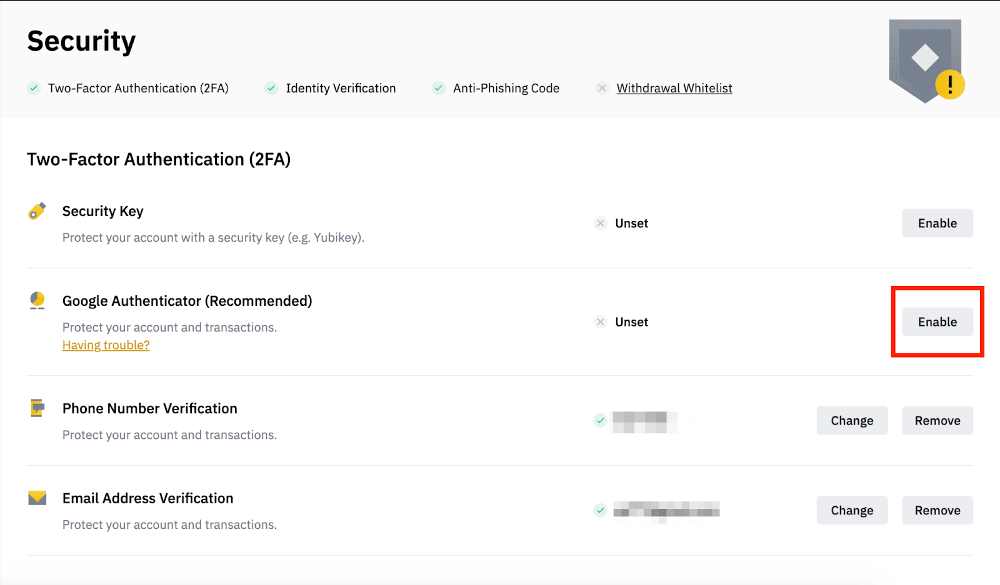 Security
Two-Factor Authentication (2FA)
Identity Verification
Anti-Phishing Code
Withdrawal Whitelist
Two-Factor Authentication (2FA)
Security Key
Protect your account with a security key (e.g. Yubikey).
Unset
Enable
Google Authenticator (Recommended)
Protect your account and transactions.
Having trouble?
Unset
Enable
Phone Number Verification
Protect your account and transactions.
Change
Remove
Email Address Verification
Protect your account and transactions.
Change
Remove